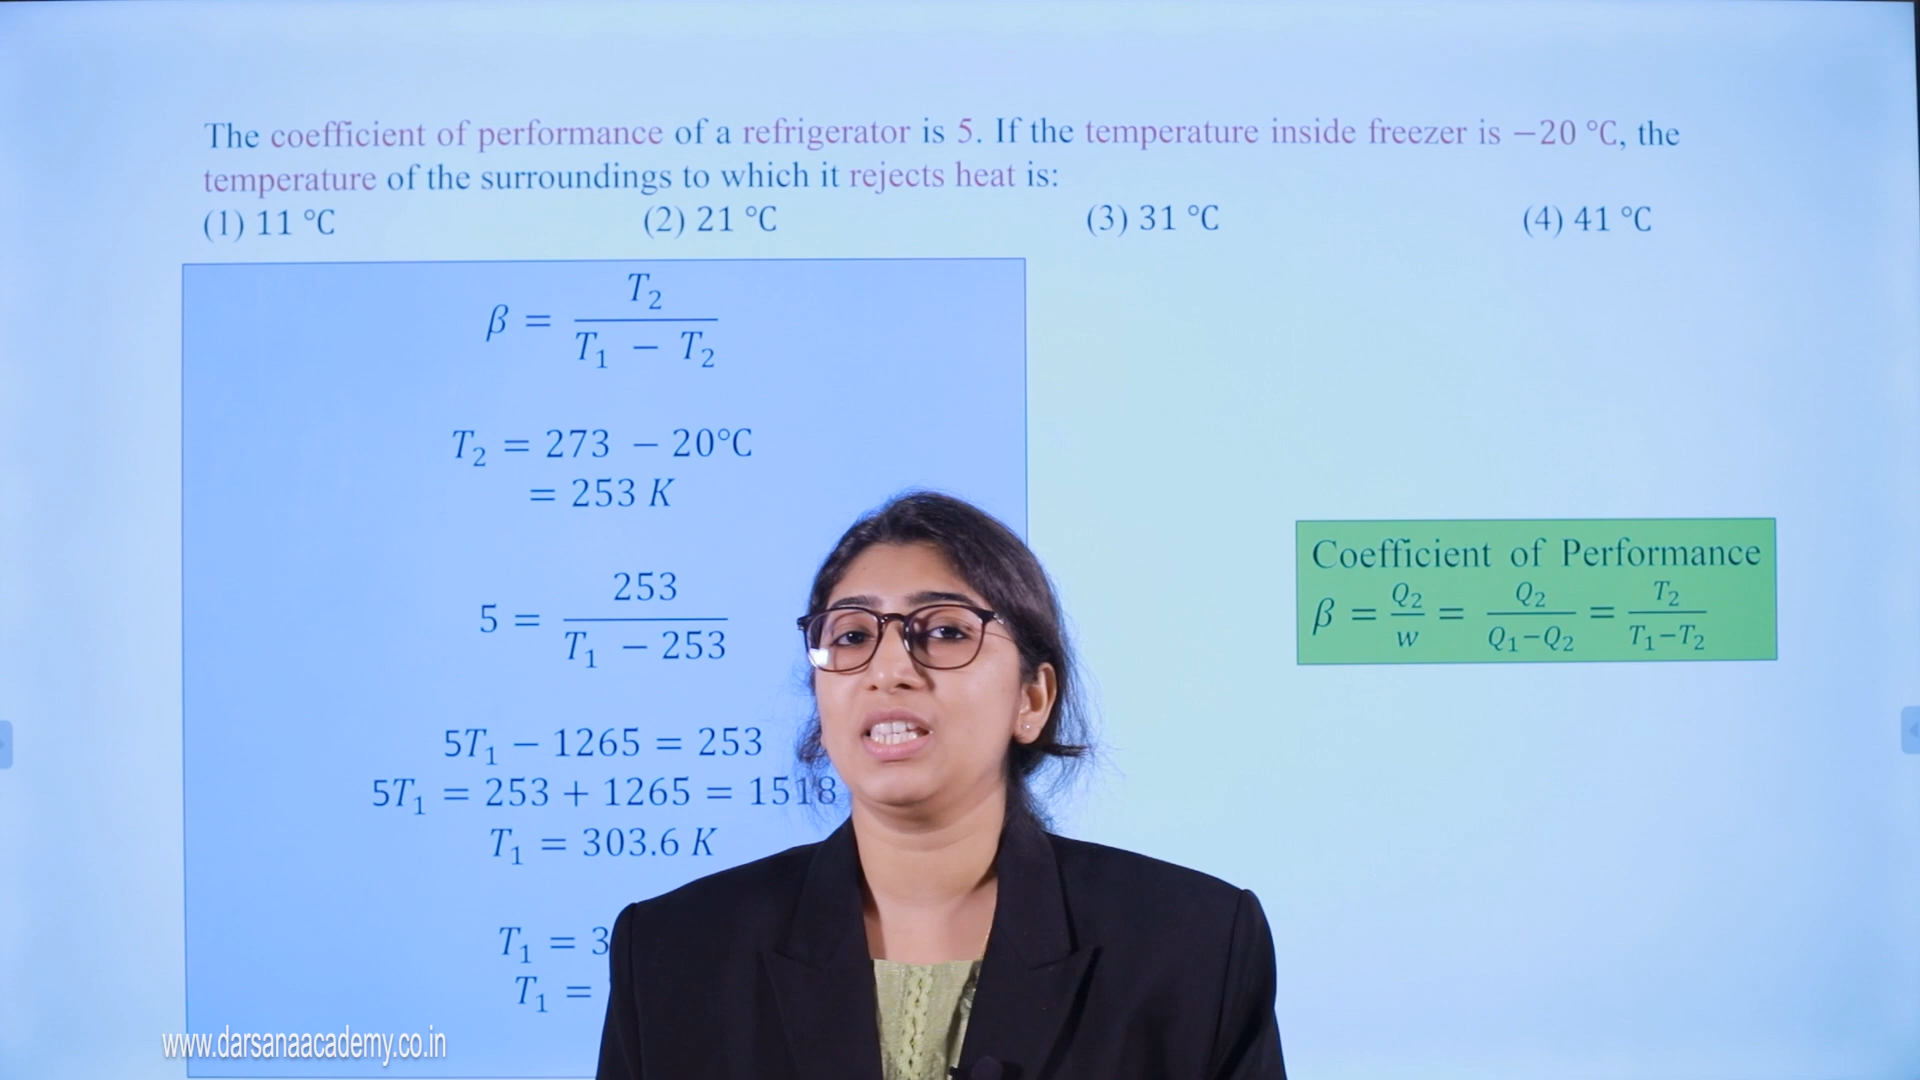 The coefficient of performance of a refrigerator is 5. If the temperature inside freezer is −20 °C, the
temperature of the surroundings to which it rejects heat is:
(1) 11 °C (2) 21 °C (3) 31 °C (4) 41 °C
β = T₂ / (T₁ − T₂)
T₂ = 273 − 20°C
= 253 K
5 = 253 / (T₁ − 253)
5T₁ − 1265 = 253
5T₁ = 253 + 1265 = 1518
T₁ = 303.6 K
T₁ = 3
T₁ =
Coefficient of Performance
β = Q₂/w = Q₂/(Q₁−Q₂) = T₂/(T₁−T₂)
www.darsanaacademy.co.in